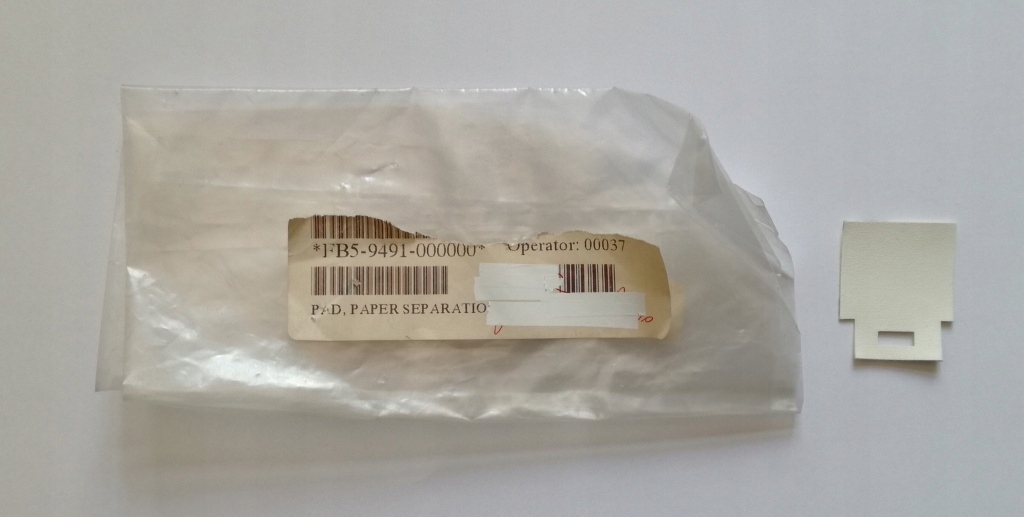 *FB5-9491-000000* Operator: 00037
PAD, PAPER SEPARATIO